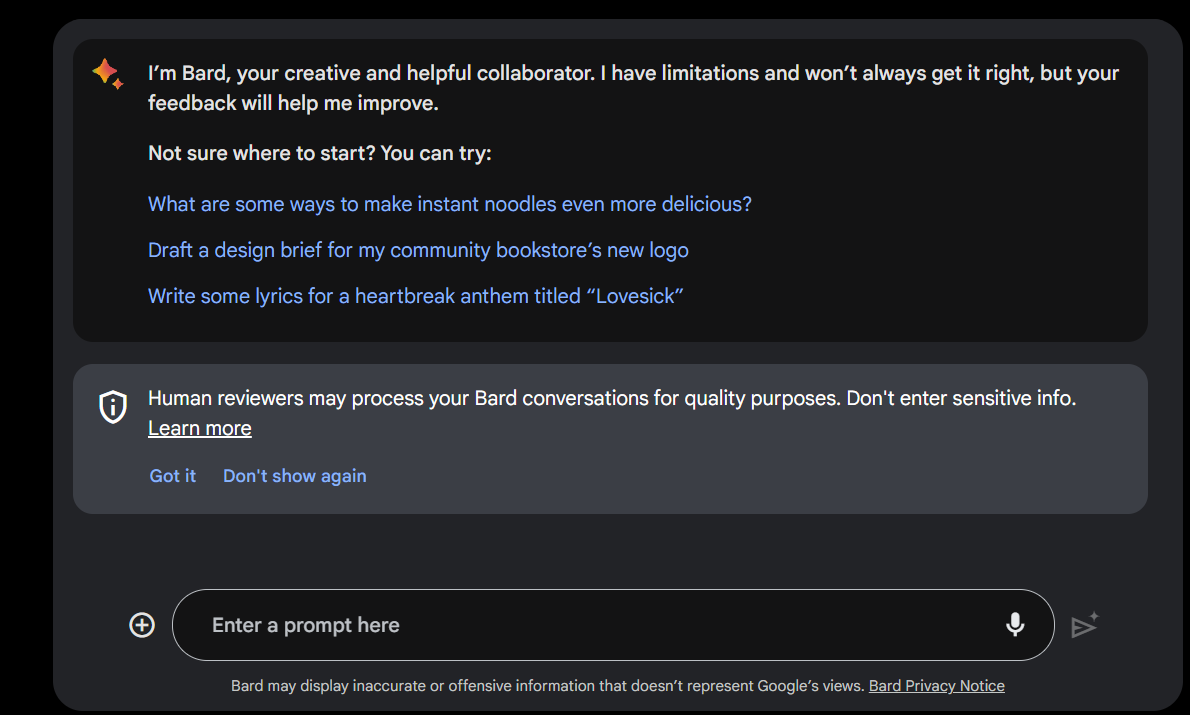 I’m Bard, your creative and helpful collaborator. I have limitations and won’t always get it right, but your
feedback will help me improve.
Not sure where to start? You can try:
What are some ways to make instant noodles even more delicious?
Draft a design brief for my community bookstore’s new logo
Write some lyrics for a heartbreak anthem titled “Lovesick”
Human reviewers may process your Bard conversations for quality purposes. Don't enter sensitive info.
Learn more
Got it Don't show again
Enter a prompt here
Bard may display inaccurate or offensive information that doesn’t represent Google’s views. Bard Privacy Notice